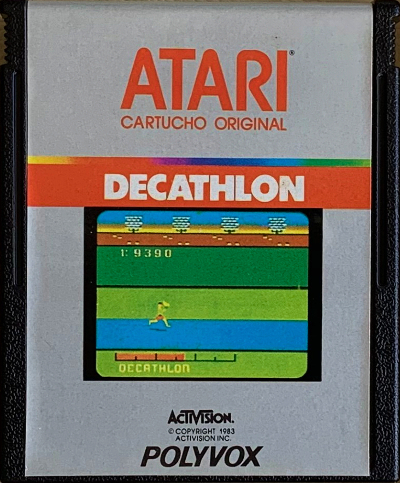 ATARI®
CARTUCHO ORIGINAL
DECATHLON
1: 9390
DECATHLON
ACTIVISION.
© COPYRIGHT 1983
ACTIVISION INC.
POLYVOX